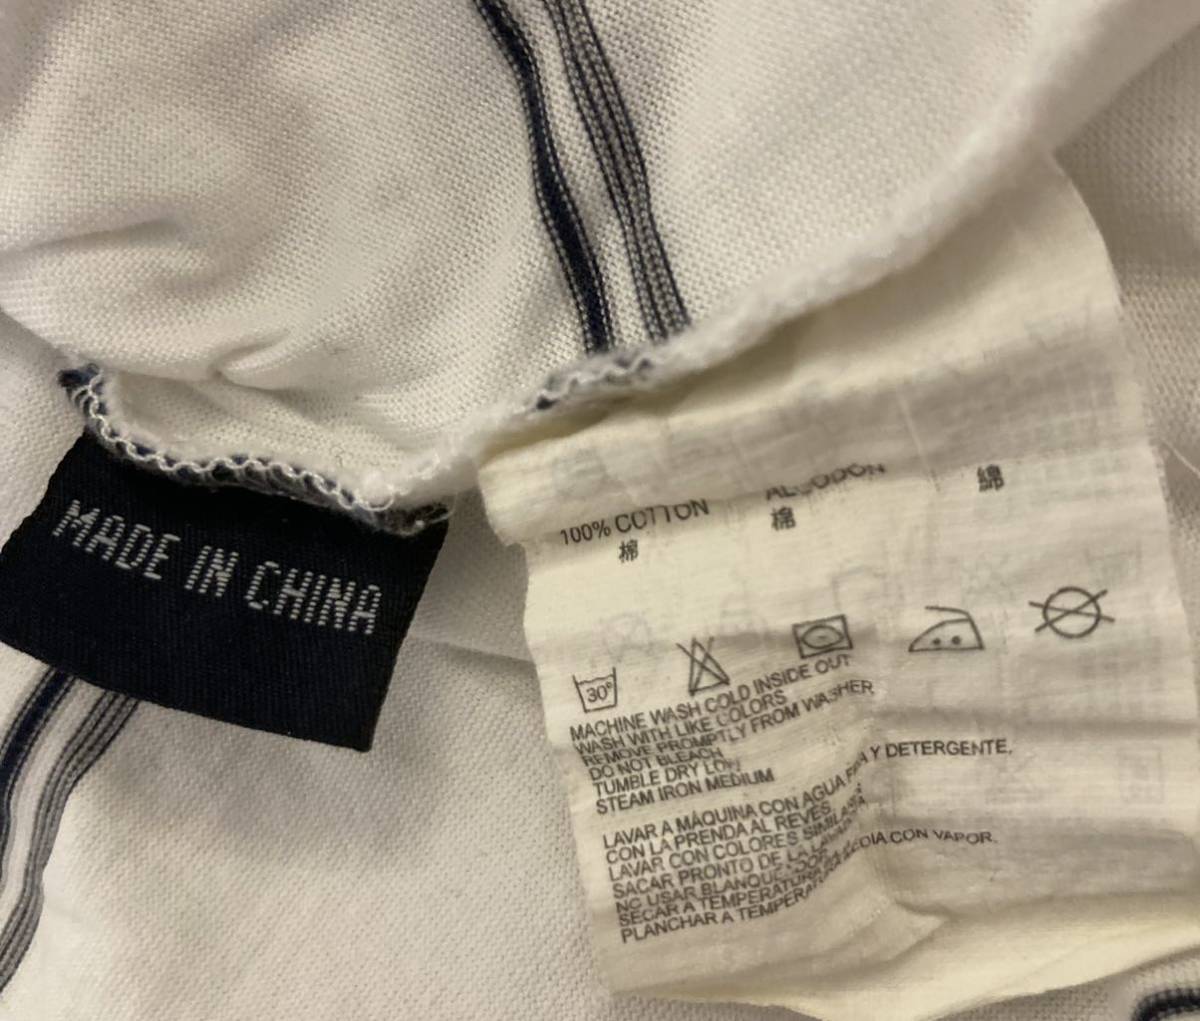 MADE IN CHINA
100% COTTON ALGODON 綿
棉 棉
30°
MACHINE WASH COLD INSIDE OUT
WASH WITH LIKE COLORS
REMOVE PROMPTLY FROM WASHER
DO NOT BLEACH
TUMBLE DRY LOW
STEAM IRON MEDIUM
LAVAR A MÁQUINA CON AGUA FRIA Y DETERGENTE,
CON LA PRENDA AL REVÉS.
LAVAR CON COLORES
SACAR PRONTO DE LA
NO USAR
SECAR A TEMPERATURA
PLANCHAR A MEDIA CON VAPOR.